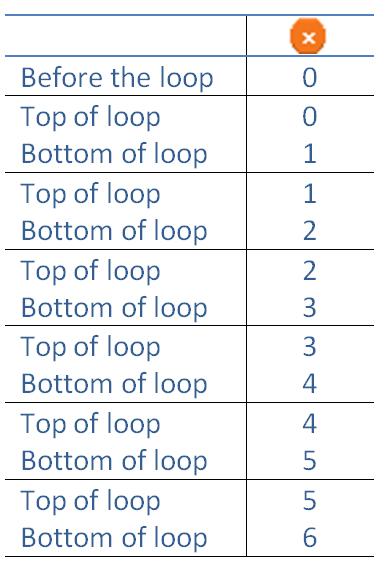 x
Before the loop 0
Top of loop 0
Bottom of loop 1
Top of loop 1
Bottom of loop 2
Top of loop 2
Bottom of loop 3
Top of loop 3
Bottom of loop 4
Top of loop 4
Bottom of loop 5
Top of loop 5
Bottom of loop 6